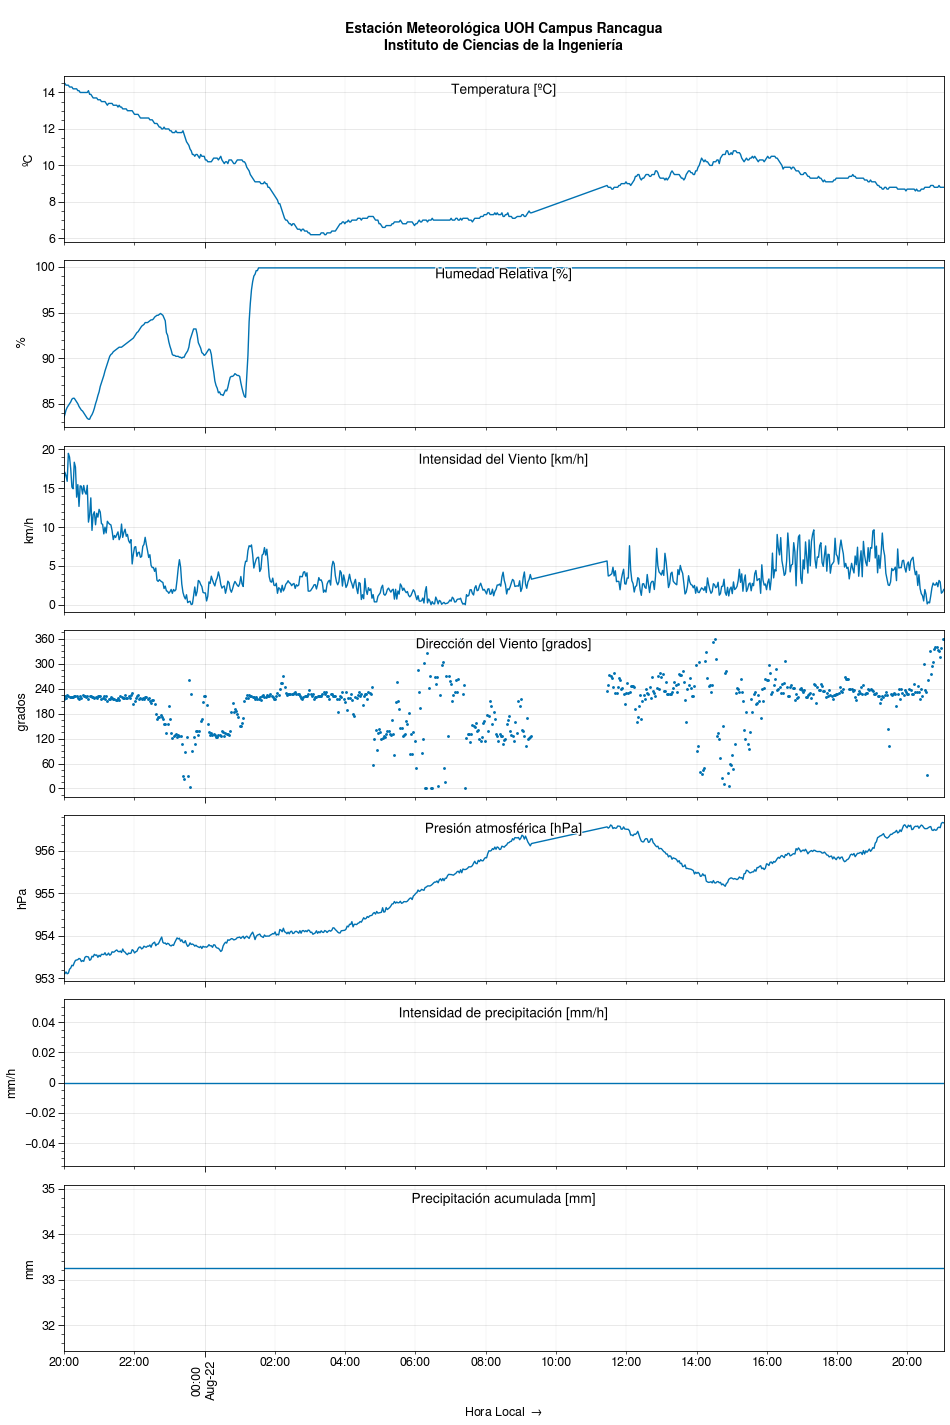 Estación Meteorológica UOH Campus Rancagua
Instituto de Ciencias de la Ingeniería
Temperatura [ºC]
ºC
14
12
10
8
6
Humedad Relativa [%]
%
100
95
90
85
Intensidad del Viento [km/h]
km/h
20
15
10
5
0
Dirección del Viento [grados]
grados
360
300
240
180
120
60
0
Presión atmosférica [hPa]
hPa
956
955
954
953
Intensidad de precipitación [mm/h]
mm/h
0.04
0.02
0
−0.02
−0.04
Precipitación acumulada [mm]
mm
35
34
33
32
20:00 22:00 00:00 02:00 04:00 06:00 08:00 10:00 12:00 14:00 16:00 18:00 20:00
Aug-22
Hora Local →